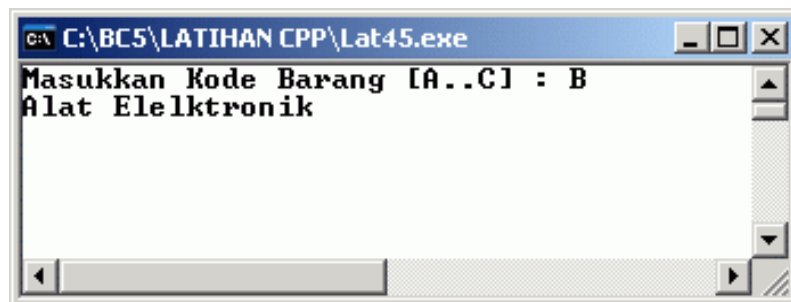 C:\BC5\LATIHAN CPP\Lat45.exe
Masukkan Kode Barang [A..C] : B
Alat Elelktronik